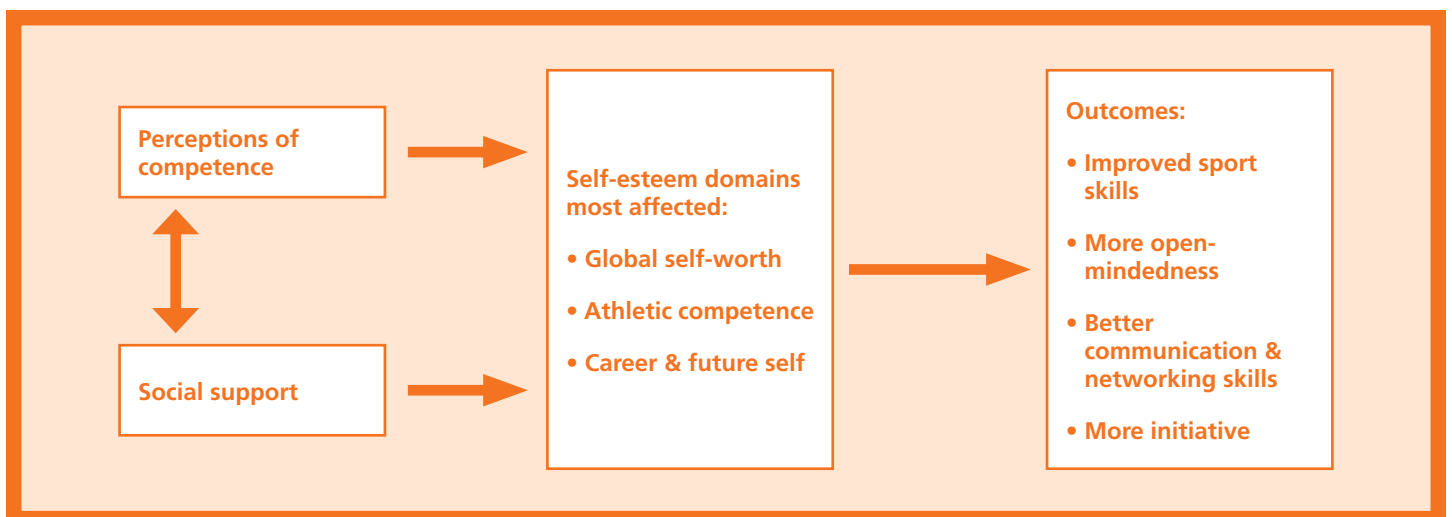 Perceptions of
competence
Social support
Self-esteem domains
most affected:
• Global self-worth
• Athletic competence
• Career & future self
Outcomes:
• Improved sport
skills
• More open-
mindedness
• Better
communication &
networking skills
• More initiative